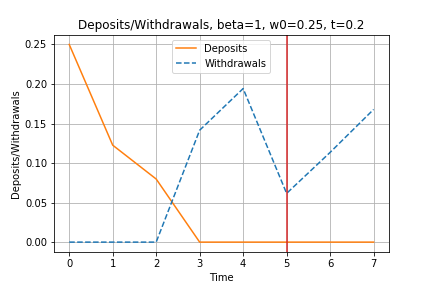 Deposits/Withdrawals, beta=1, w0=0.25, t=0.2
Deposits
Withdrawals
Deposits/Withdrawals
0.25
0.20
0.15
0.10
0.05
0.00
0 1 2 3 4 5 6 7
Time